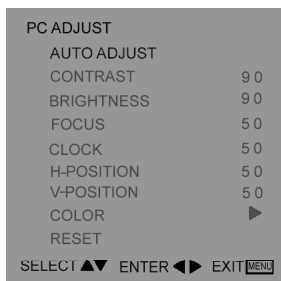 PC ADJUST
AUTO ADJUST
CONTRAST 90
BRIGHTNESS 90
FOCUS 50
CLOCK 50
H-POSITION 50
V-POSITION 50
COLOR ▶
RESET
SELECT ▲▼ ENTER ◀▶ EXIT MENU